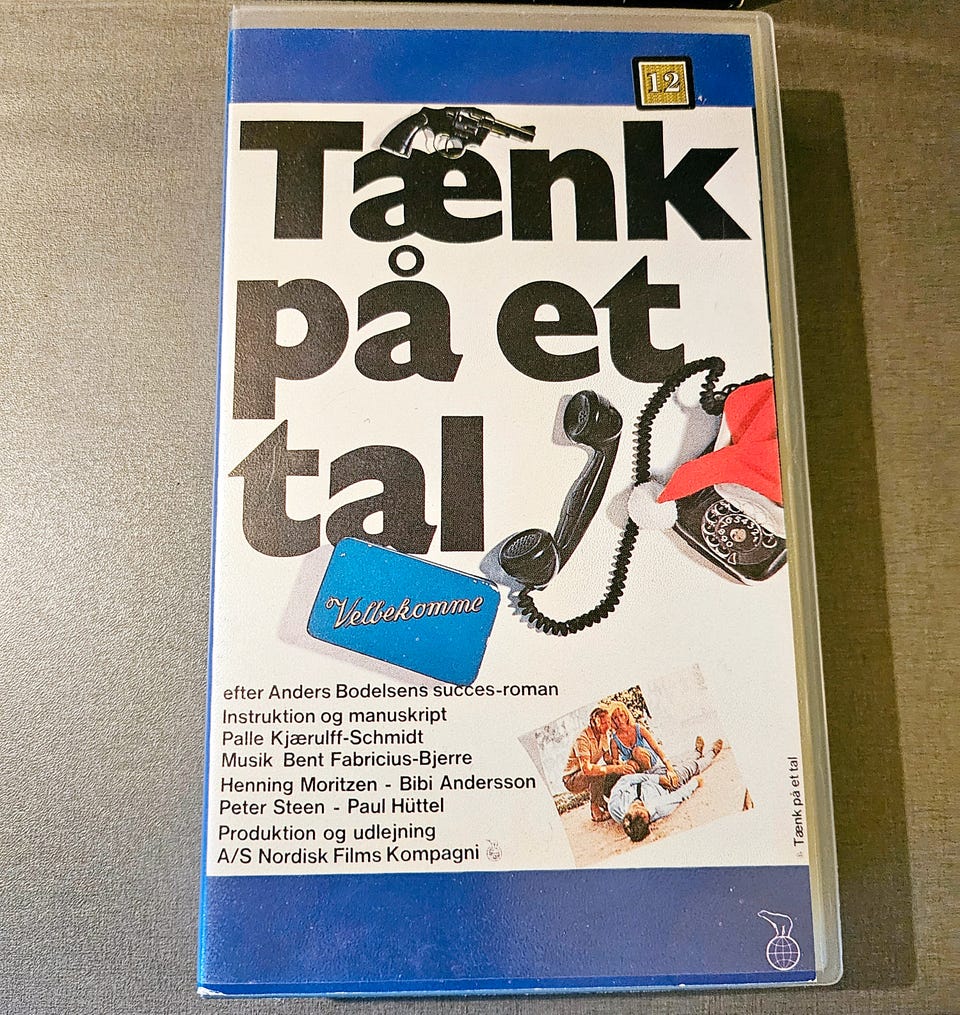 12
Tænk
på et
tal
Velbekomme
efter Anders Bodelsens succes-roman
Instruktion og manuskript
Palle Kjærulff-Schmidt
Musik Bent Fabricius-Bjerre
Henning Moritzen - Bibi Andersson
Peter Steen - Paul Hüttel
Produktion og udlejning
A/S Nordisk Films Kompagni
Tænk på et tal